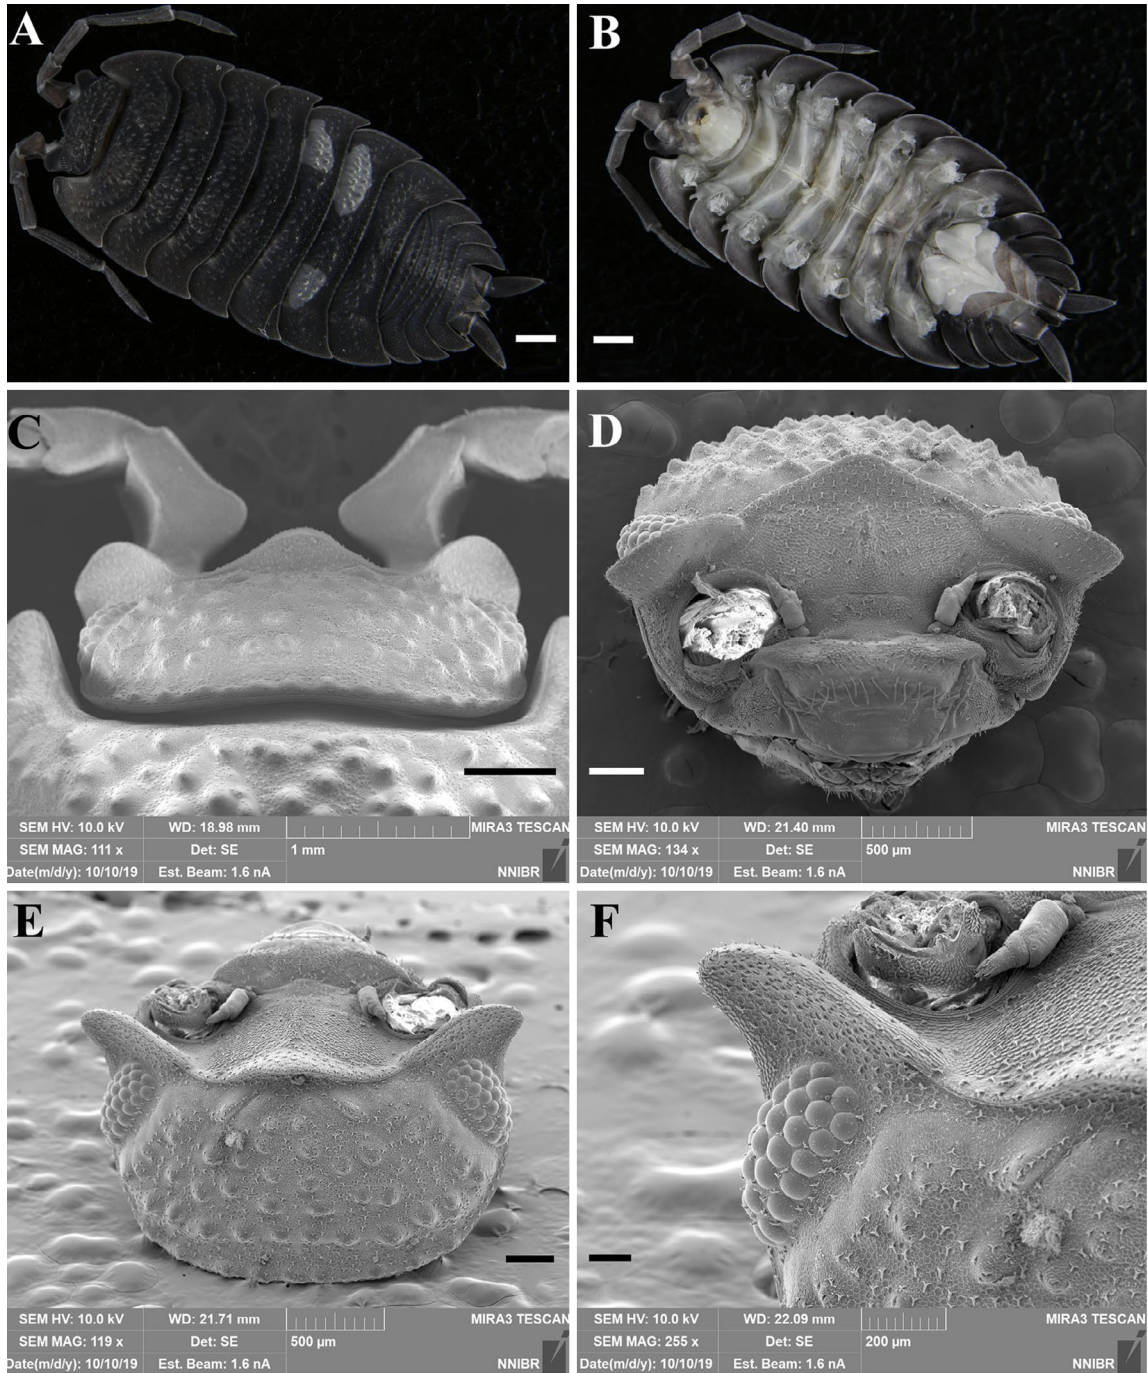 A
B
C
SEM HV: 10.0 kV WD: 18.98 mm MIRA3 TESCAN
SEM MAG: 111 x Det: SE 1 mm
Date(m/d/y): 10/10/19 Est. Beam: 1.6 nA NNIBR
D
SEM HV: 10.0 kV WD: 21.40 mm MIRA3 TESCAN
SEM MAG: 134 x Det: SE 500 µm
Date(m/d/y): 10/10/19 Est. Beam: 1.6 nA NNIBR
E
SEM HV: 10.0 kV WD: 21.71 mm MIRA3 TESCAN
SEM MAG: 119 x Det: SE 500 µm
Date(m/d/y): 10/10/19 Est. Beam: 1.6 nA NNIBR
F
SEM HV: 10.0 kV WD: 22.09 mm MIRA3 TESCAN
SEM MAG: 255 x Det: SE 200 µm
Date(m/d/y): 10/10/19 Est. Beam: 1.6 nA NNIBR